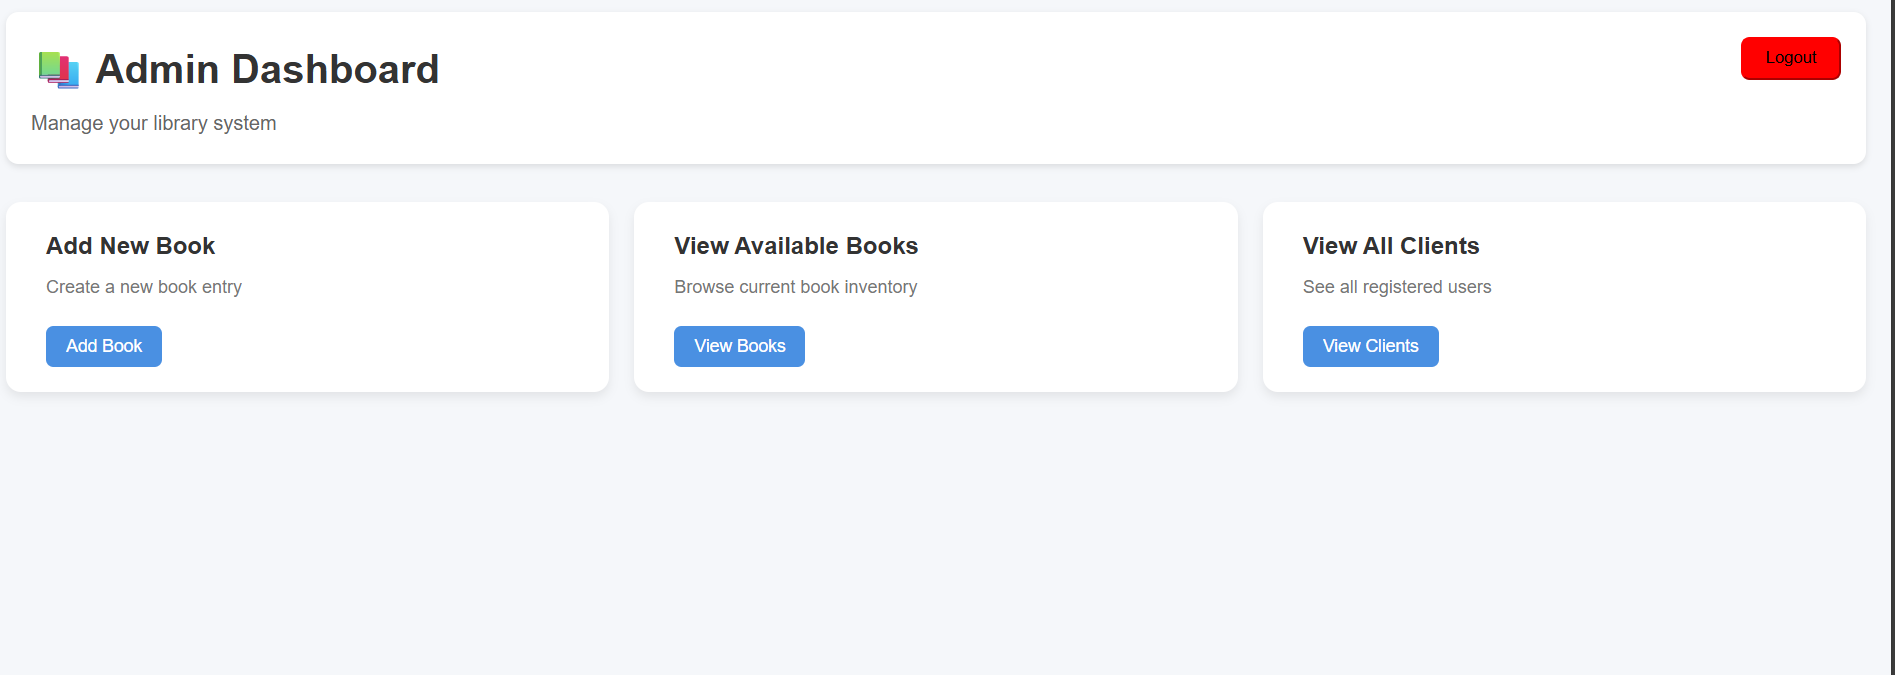 Admin Dashboard
Logout
Manage your library system
Add New Book
Create a new book entry
Add Book
View Available Books
Browse current book inventory
View Books
View All Clients
See all registered users
View Clients